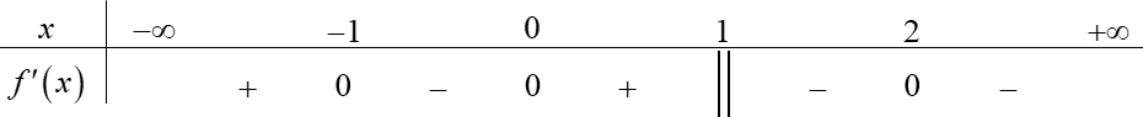 x −∞ −1 0 1 2 +∞
f′(x) + 0 − 0 + || − 0 −